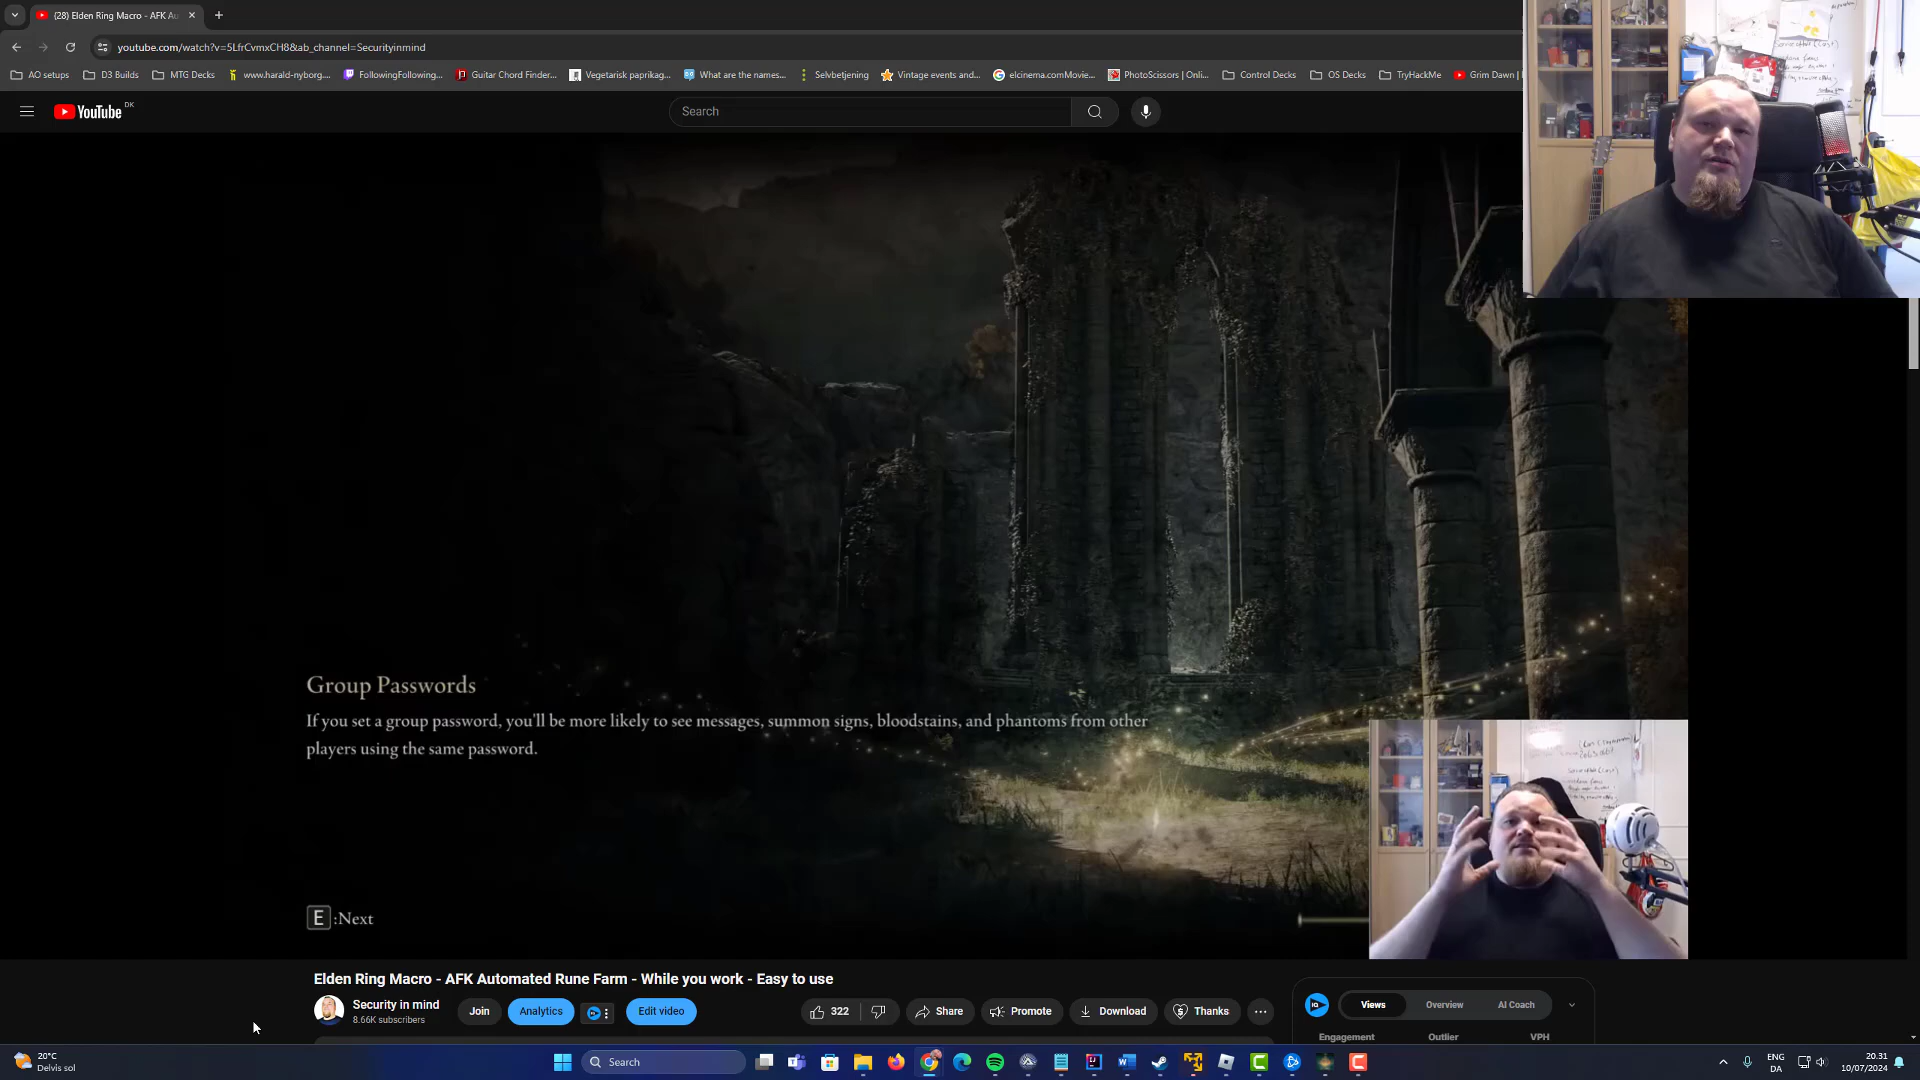 (28) Elden Ring Macro - AFK Au
youtube.com/watch?v=5LfrCvmxCH8&ab_channel=Securityinmind
AO setups
D3 Builds
MTG Decks
www.harald-nyborg....
FollowingFollowing...
Guitar Chord Finder...
Vegetarisk paprikag...
What are the names...
Selvbetjening
Vintage events and...
elcinema.comMovie...
PhotoScissors | Onli...
Control Decks
OS Decks
TryHackMe
Grim Dawn |
YouTube DK
Search
Group Passwords
If you set a group password, you'll be more likely to see messages, summon signs, bloodstains, and phantoms from other
players using the same password.
E :Next
Elden Ring Macro - AFK Automated Rune Farm - While you work - Easy to use
Security in mind
8.66K subscribers
Join
Analytics
Edit video
322
Share
Promote
Download
Thanks
Views
Overview
AI Coach
Engagement
Outlier
VPH
20°C
Delvis sol
Search
ENG
DA
20.31
10/07/2024